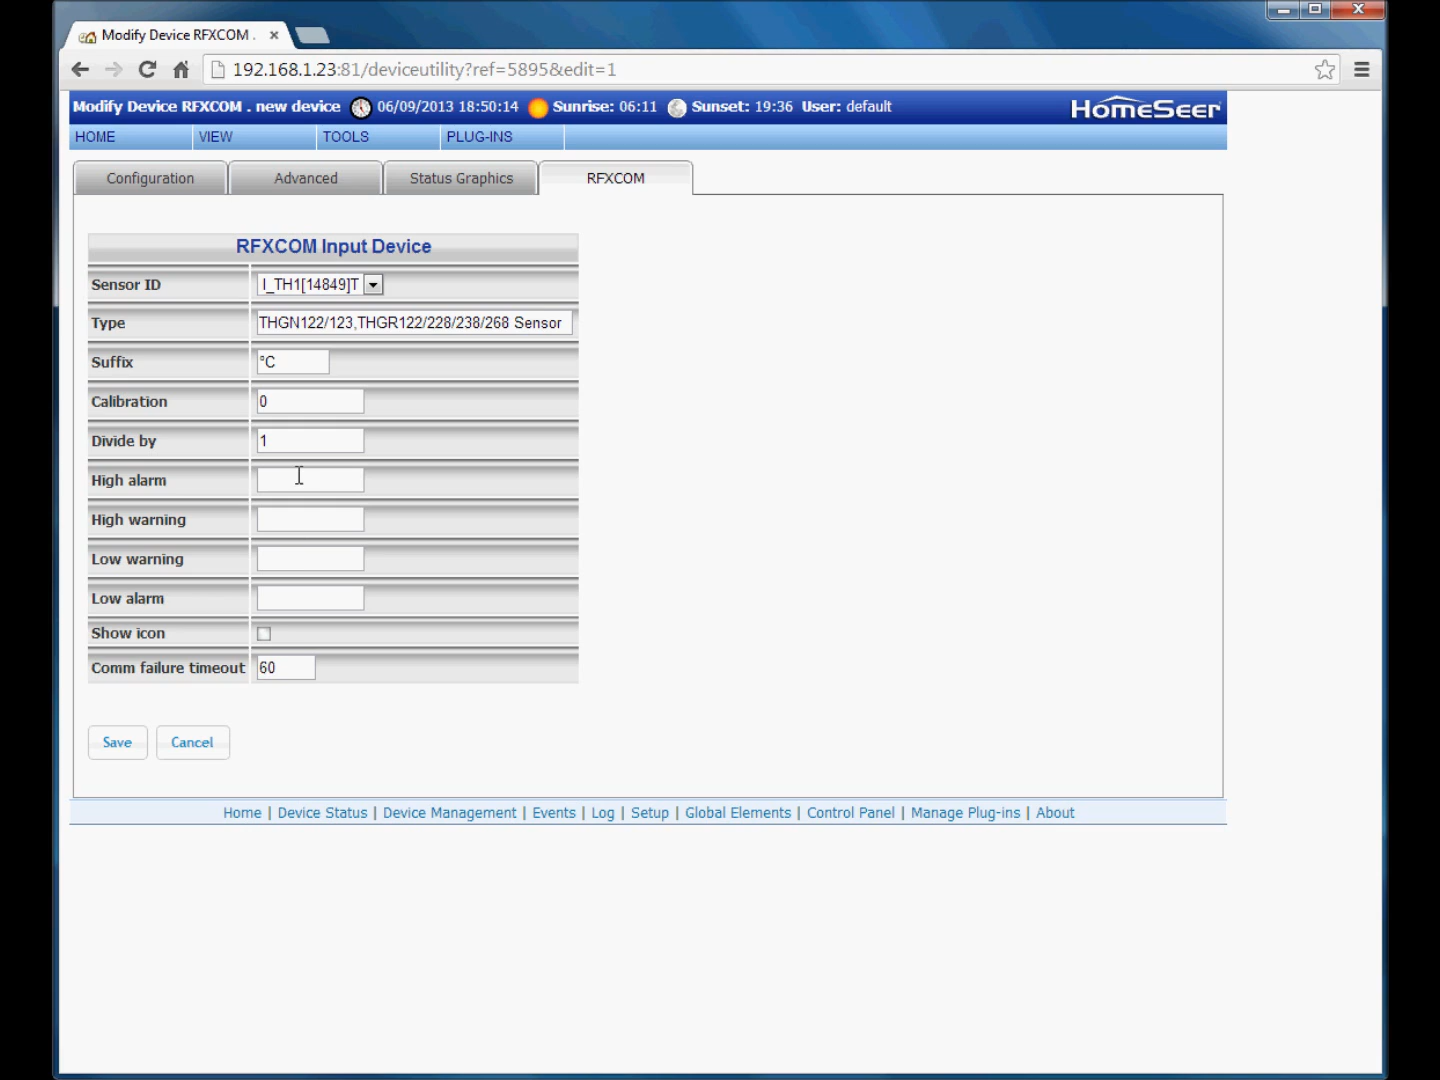 Modify Device RFXCOM .
192.168.1.23:81/deviceutility?ref=5895&edit=1
Modify Device RFXCOM . new device 06/09/2013 18:50:14 Sunrise: 06:11 Sunset: 19:36 User: default HomeSeer
HOME VIEW TOOLS PLUG-INS
Configuration Advanced Status Graphics RFXCOM
RFXCOM Input Device
Sensor ID I_TH1[14849]T
Type THGN122/123,THGR122/228/238/268 Sensor
Suffix °C
Calibration 0
Divide by 1
High alarm
High warning
Low warning
Low alarm
Show icon
Comm failure timeout 60
Save Cancel
Home | Device Status | Device Management | Events | Log | Setup | Global Elements | Control Panel | Manage Plug-ins | About